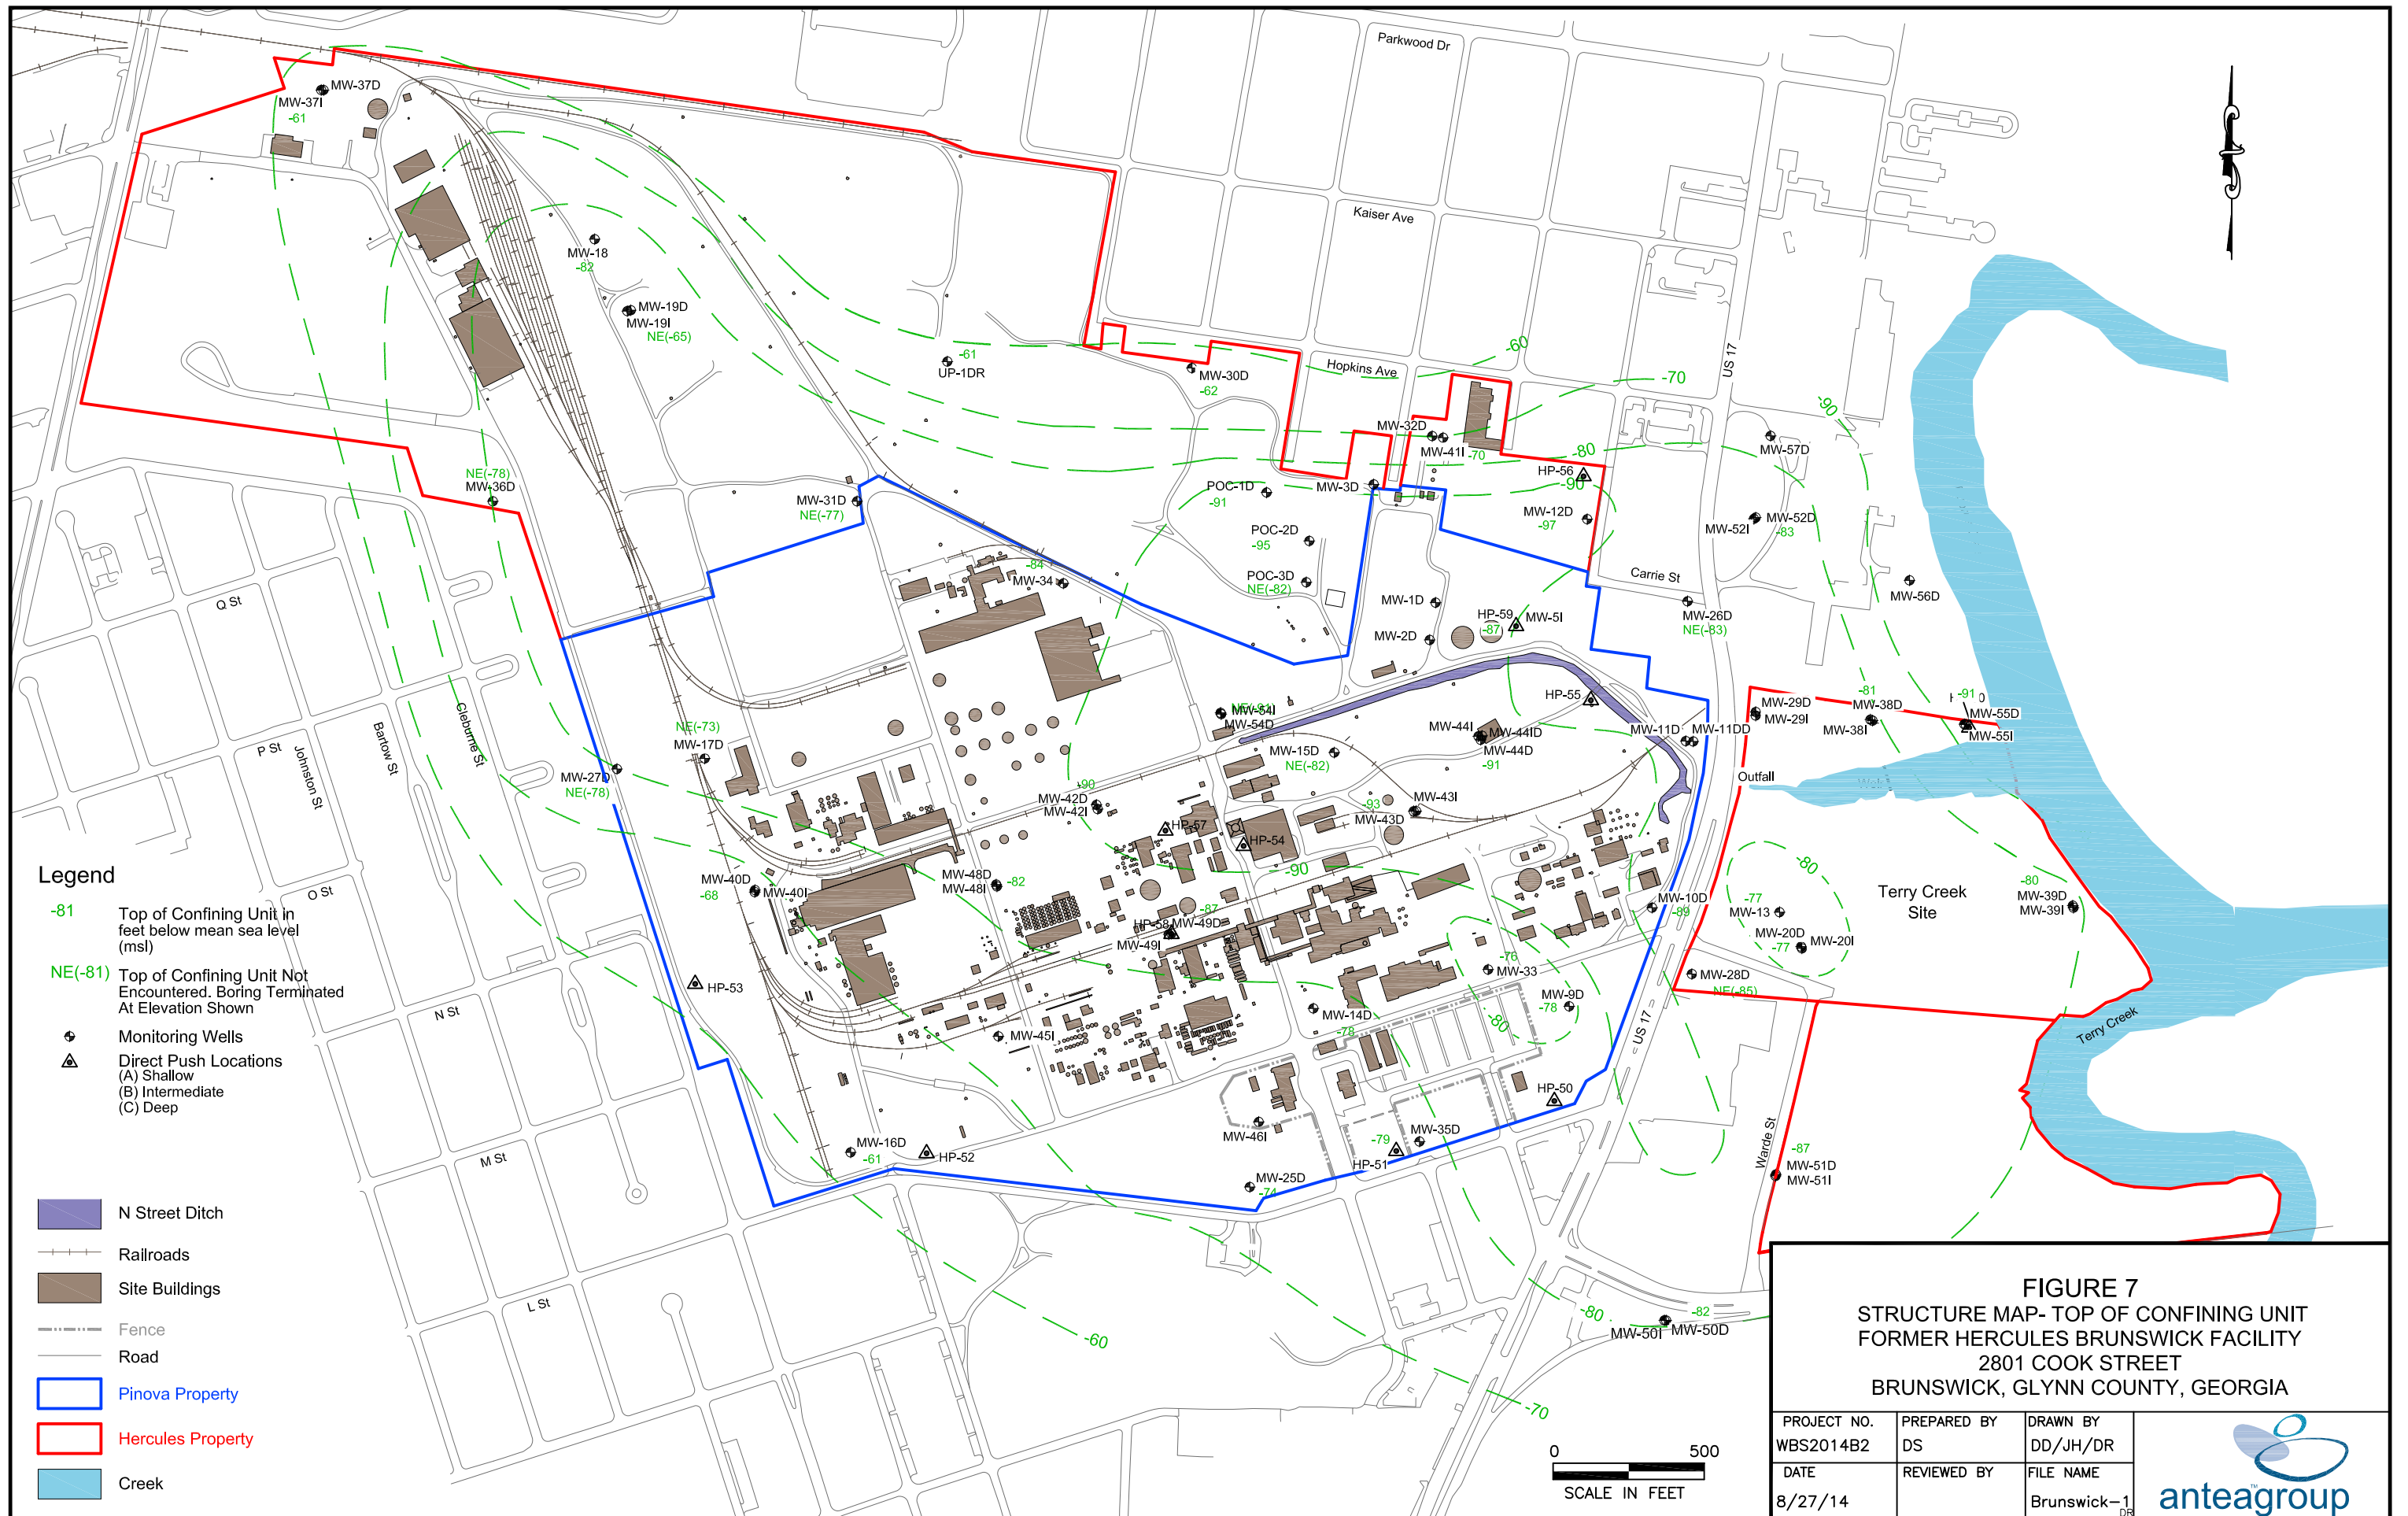 Parkwood Dr
MW-37D
MW-37I
-61
Kaiser Ave
MW-18
-82
MW-19D
MW-19I
NE(-65)
US 17
-60
-61
UP-1DR
Hopkins Ave
MW-30D
-62
-70
-90
MW-32D
MW-41I
-70
-80
MW-57D
NE(-78)
MW-36D
HP-56
-90
POC-1D
-91
MW-3D
MW-31D
NE(-77)
MW-12D
-97
MW-52I
MW-52D
-83
POC-2D
-95
-84
MW-34
POC-3D
NE(-82)
Carrie St
MW-56D
Q St
MW-1D
HP-59
-87
MW-5I
MW-26D
NE(-83)
MW-2D
HP-55
-81
MW-38D
MW-38I
-91
MW-55D
MW-55I
MW-29D
MW-29I
Cleburne St
Bartow St
Johnston St
P St
NE(-73)
MW-17D
MW-54I
MW-54D
MW-44I
MW-44ID
MW-44D
-91
MW-11D
MW-11DD
MW-15D
NE(-82)
MW-27D
NE(-78)
Outfall
-90
MW-42D
MW-42I
-93
MW-43I
MW-43D
HP-57
HP-54
-90
-80
Terry Creek
Site
-80
MW-39D
MW-39I
MW-40D
MW-40I
-68
MW-48D
MW-48I
-82
-87
HP-58
MW-49D
MW-49I
MW-10D
-89
-77
MW-13
MW-20D
-77
MW-20I
O St
-76
MW-33
MW-28D
NE(-85)
HP-53
MW-9D
-78
-80
MW-14D
-78
N St
MW-45I
US 17
Terry Creek
HP-50
M St
MW-16D
-61
HP-52
MW-46I
-79
HP-51
MW-35D
Warde St
-87
MW-51D
MW-51I
MW-25D
-74
L St
-60
-80
-82
MW-50I
MW-50D
-70
Legend
-81
Top of Confining Unit in
feet below mean sea level
(msl)
NE(-81)
Top of Confining Unit Not
Encountered. Boring Terminated
At Elevation Shown
Monitoring Wells
Direct Push Locations
(A) Shallow
(B) Intermediate
(C) Deep
N Street Ditch
Railroads
Site Buildings
Fence
Road
Pinova Property
Hercules Property
Creek
0 500
SCALE IN FEET
FIGURE 7
STRUCTURE MAP- TOP OF CONFINING UNIT
FORMER HERCULES BRUNSWICK FACILITY
2801 COOK STREET
BRUNSWICK, GLYNN COUNTY, GEORGIA
PROJECT NO.
WBS2014B2
PREPARED BY
DS
DRAWN BY
DD/JH/DR
DATE
8/27/14
REVIEWED BY
FILE NAME
Brunswick-1
DR
anteagroup